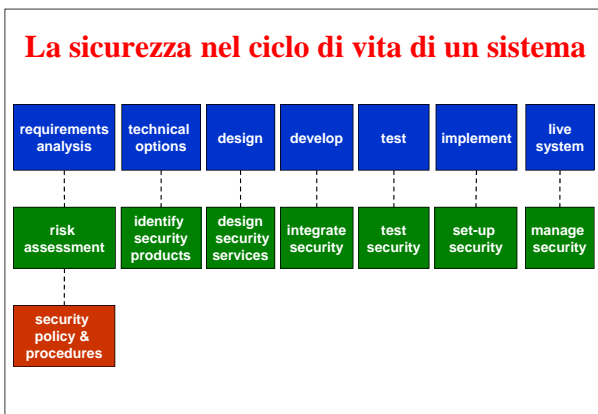 La sicurezza nel ciclo di vita di un sistema
requirements
analysis
technical
options
design
develop
test
implement
live
system
risk
assessment
identify
security
products
design
security
services
integrate
security
test
security
set-up
security
manage
security
security
policy &
procedures